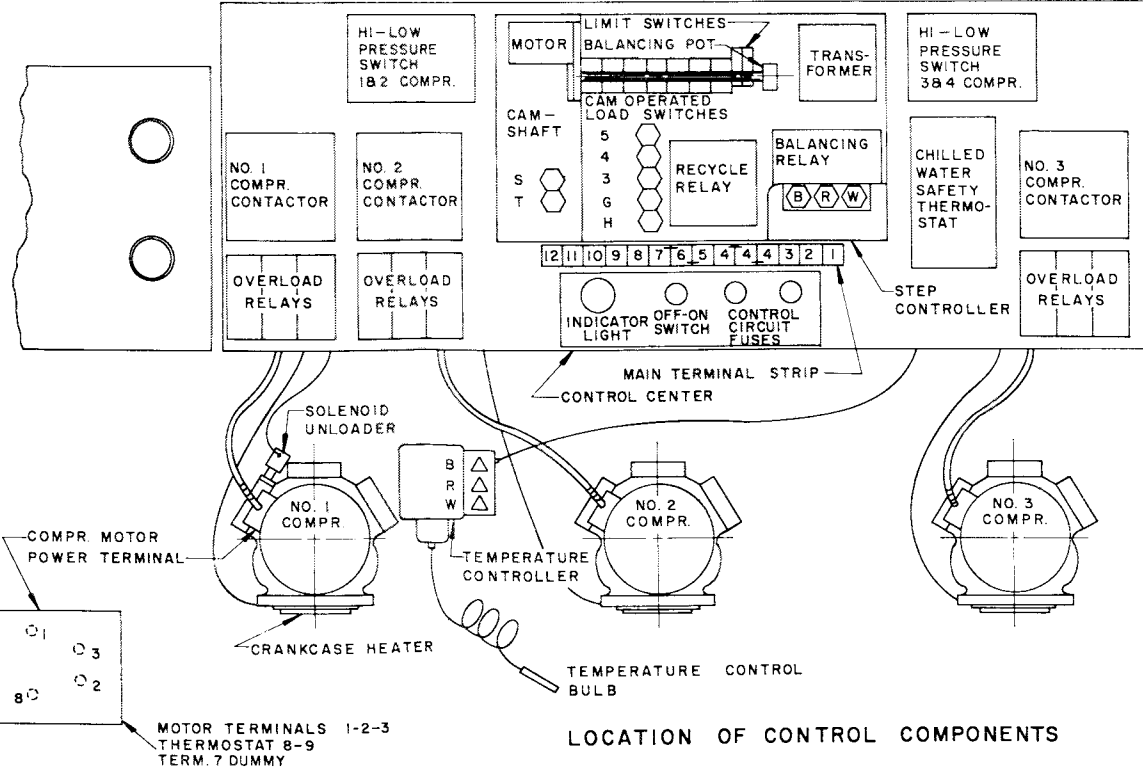 HI-LOW
PRESSURE
SWITCH
1&2 COMPR.
MOTOR
LIMIT SWITCHES
BALANCING POT
TRANS-
FORMER
HI-LOW
PRESSURE
SWITCH
3&4 COMPR.
CAM-
SHAFT
CAM OPERATED
LOAD SWITCHES
5
4
3
G
H
S
T
RECYCLE
RELAY
BALANCING
RELAY
B R W
NO. 1
COMPR.
CONTACTOR
NO. 2
COMPR.
CONTACTOR
CHILLED
WATER
SAFETY
THERMO-
STAT
NO. 3
COMPR.
CONTACTOR
OVERLOAD
RELAYS
OVERLOAD
RELAYS
12 11 10 9 8 7 6 5 4 4 4 3 2 1
INDICATOR
LIGHT
OFF-ON
SWITCH
CONTROL
CIRCUIT
FUSES
STEP
CONTROLLER
OVERLOAD
RELAYS
MAIN TERMINAL STRIP
CONTROL CENTER
SOLENOID
UNLOADER
NO. 1
COMPR.
B
R
W
NO. 2
COMPR.
NO. 3
COMPR.
COMPR. MOTOR
POWER TERMINAL
TEMPERATURE
CONTROLLER
CRANKCASE HEATER
TEMPERATURE CONTROL
BULB
1
3
2
8
MOTOR TERMINALS 1-2-3
THERMOSTAT 8-9
TERM. 7 DUMMY
LOCATION OF CONTROL COMPONENTS